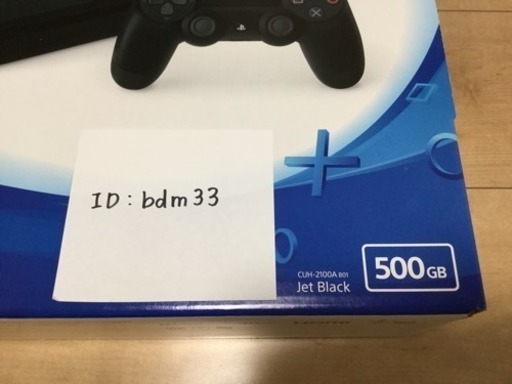 ID: bdm33
CUH-2100A B01
Jet Black
500GB